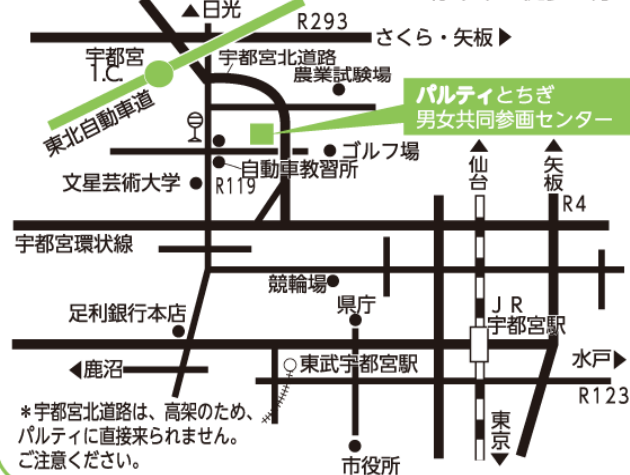 ▲日光
R293
さくら・矢板▶
宇都宮
I.C.
宇都宮北道路
農業試験場
東北自動車道
パルティとちぎ
男女共同参画センター
ゴルフ場
自動車教習所
文星芸術大学
R119
▲仙台
▲矢板
R4
宇都宮環状線
競輪場
県庁
足利銀行本店
JR
宇都宮駅
◀鹿沼
東武宇都宮駅
水戸▶
R123
*宇都宮北道路は、高架のため、
パルティに直接来られません。
ご注意ください。
東京▼
市役所